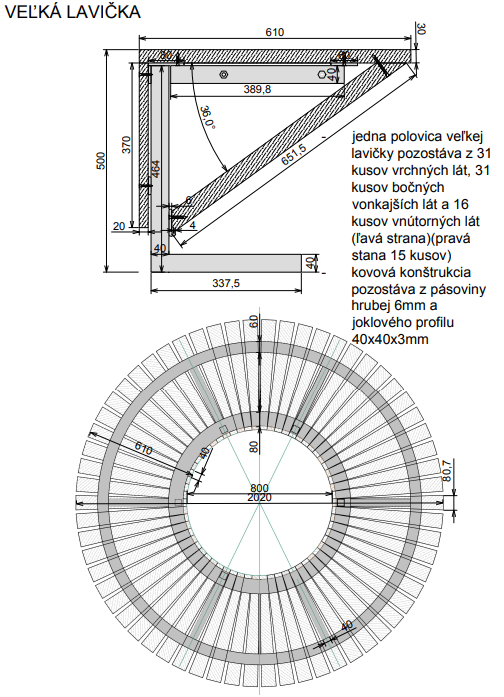 VEĽKÁ LAVIČKA
610
30
80
80
40
389,8
370
500
464
36,0°
651,5
6
4
20
40
40
337,5
jedna polovica veľkej
lavičky pozostáva z 31
kusov vrchných lát, 31
kusov bočných
vonkajších lát a 16
kusov vnútorných lát
(ľavá strana)(pravá
stana 15 kusov)
kovová konštrukcia
pozostáva z pásoviny
hrubej 6mm a
joklového profilu
40x40x3mm
60
610
40
80
80,7
800
2020
40